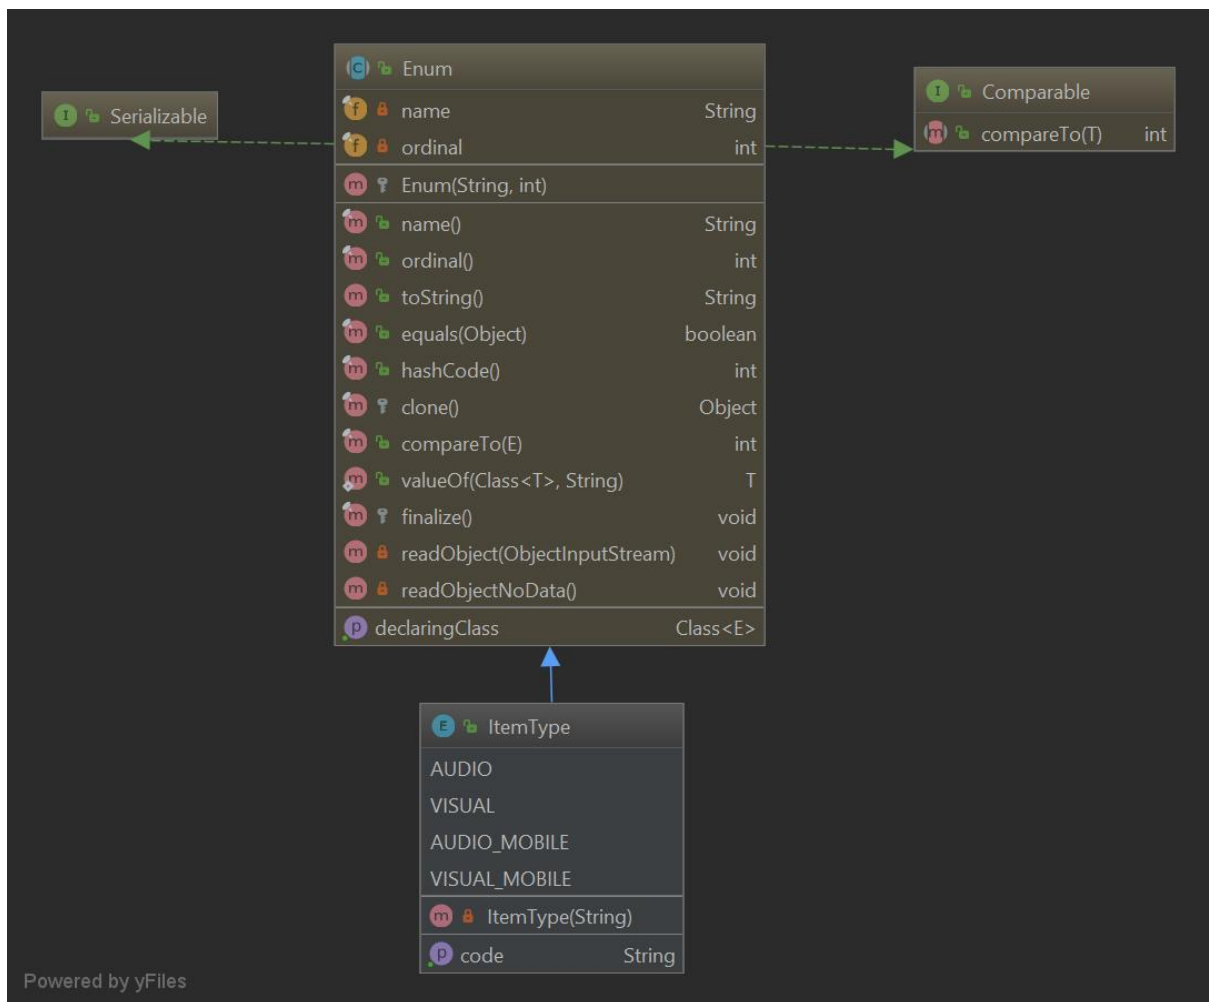 Serializable
Enum
name String
ordinal int
Enum(String, int)
name() String
ordinal() int
toString() String
equals(Object) boolean
hashCode() int
clone() Object
compareTo(E) int
valueOf(Class<T>, String) T
finalize() void
readObject(ObjectInputStream) void
readObjectNoData() void
declaringClass Class<E>
Comparable
compareTo(T) int
ItemType
AUDIO
VISUAL
AUDIO_MOBILE
VISUAL_MOBILE
ItemType(String)
code String
Powered by yFiles